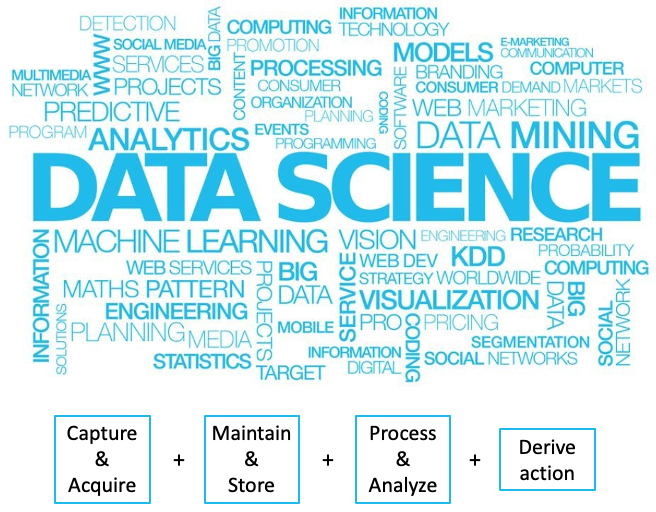 DETECTION
SOCIAL MEDIA
SERVICES
PROJECTS
WWW
BIG DATA
COMPUTING
PROMOTION
INFORMATION
TECHNOLOGY
MULTIMEDIA
NETWORK
PREDICTIVE
PROGRAM
ANALYTICS
CONTENT
PROCESSING
CONSUMER
ORGANIZATION
PLANNING
EVENTS
PROGRAMMING
CODING
SOFTWARE
MODELS
E-MARKETING
COMMUNICATION
BRANDING
COMPUTER
CONSUMER DEMAND MARKETS
WEB MARKETING
DATA MINING
DATA SCIENCE
INFORMATION
MACHINE LEARNING
VISION
ENGINEERING
RESEARCH
PROBABILITY
WEB SERVICES
MATHS PATTERN
ENGINEERING
PLANNING
MEDIA
STATISTICS
SOLUTIONS
PROJECTS
BIG
DATA
MOBILE
TARGET
SERVICE
WEB DEV
KDD
COMPUTING
STRATEGY WORLDWIDE
VISUALIZATION
PRO
CODING
PRICING
BIG
DATA
SOCIAL
NETWORK
SEGMENTATION
INFORMATION
DIGITAL
SOCIAL NETWORKS
Capture
&
Acquire
+
Maintain
&
Store
+
Process
&
Analyze
+
Derive
action